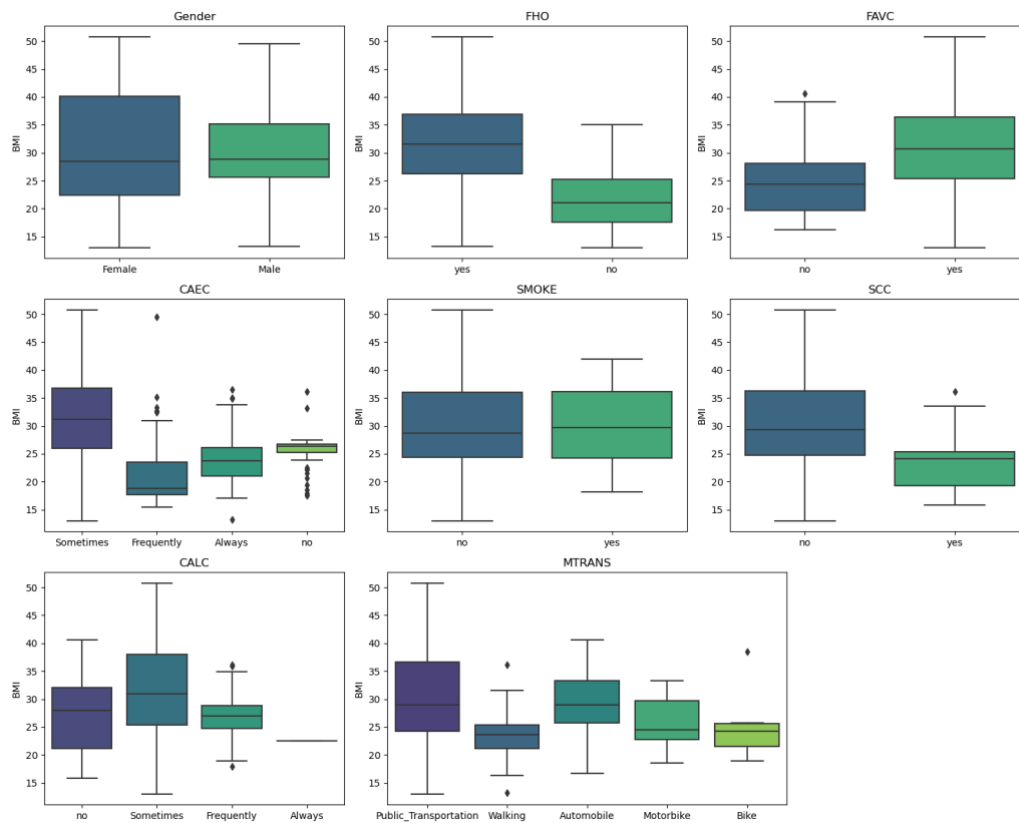 Gender
FHO
FAVC
50
45
40
35
30
25
20
15
BMI
Female
Male
50
45
40
35
30
25
20
15
BMI
yes
no
50
45
40
35
30
25
20
15
BMI
no
yes
CAEC
SMOKE
SCC
50
45
40
35
30
25
20
15
BMI
Sometimes
Frequently
Always
no
50
45
40
35
30
25
20
15
BMI
no
yes
50
45
40
35
30
25
20
15
BMI
no
yes
CALC
MTRANS
50
45
40
35
30
25
20
15
BMI
no
Sometimes
Frequently
Always
50
45
40
35
30
25
20
15
BMI
Public_Transportation
Walking
Automobile
Motorbike
Bike